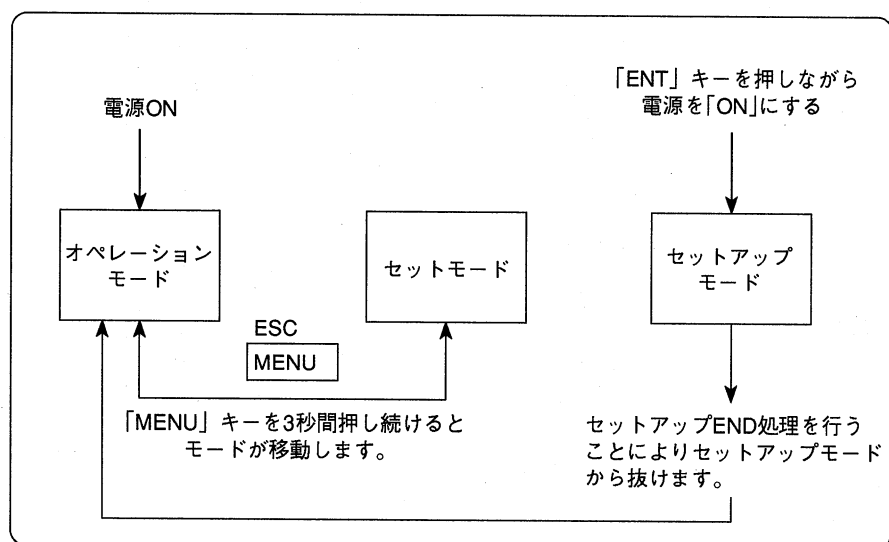 電源ON
「ENT」キーを押しながら
電源を「ON」にする
オペレーション
モード
セットモード
セットアップ
モード
ESC
MENU
「MENU」キーを3秒間押し続けると
モードが移動します。
セットアップEND処理を行う
ことによりセットアップモード
から抜けます。